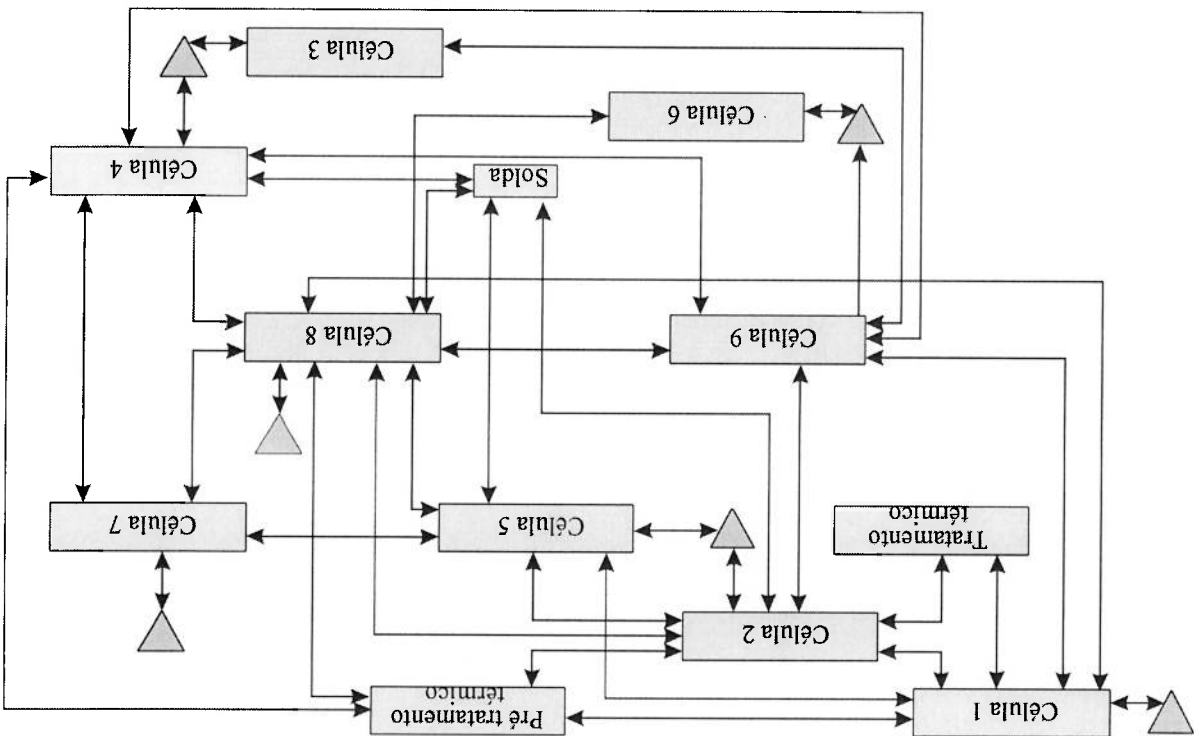 Célula 1
Pré tratamento
térmico
Célula 2
Tratamento
térmico
Célula 5
Célula 7
Célula 9
Célula 8
Solda
Célula 4
Célula 6
Célula 3